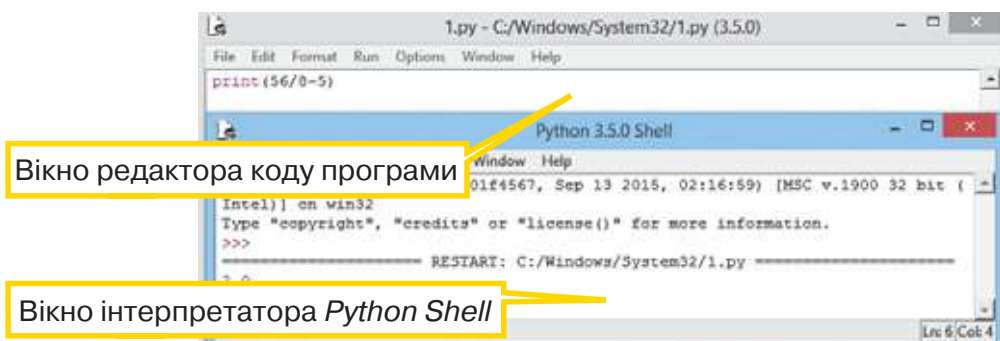 1.py - C:/Windows/System32/1.py (3.5.0)
File Edit Format Run Options Window Help
print(56/8-5)
Python 3.5.0 Shell
Вікно редактора коду програми
Window Help
01f4567, Sep 13 2015, 02:16:59) [MSC v.1900 32 bit (
Intel)] on win32
Type "copyright", "credits" or "license()" for more information.
>>>
RESTART: C:/Windows/System32/1.py
Вікно інтерпретатора Python Shell
Ln: 6 Col: 4